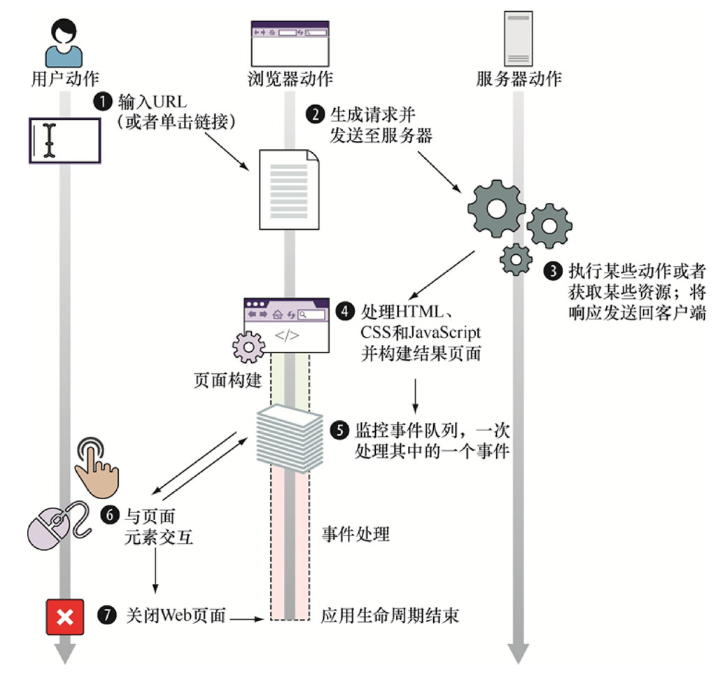 用户动作
浏览器动作
服务器动作
❶ 输入URL
（或者单击链接）
❷ 生成请求并
发送至服务器
❸ 执行某些动作或者
获取某些资源；将
响应发送回客户端
</>
❹ 处理HTML、
CSS和JavaScript
并构建结果页面
页面构建
❺ 监控事件队列，一次
处理其中的一个事件
❻ 与页面
元素交互
事件处理
❼ 关闭Web页面
应用生命周期结束